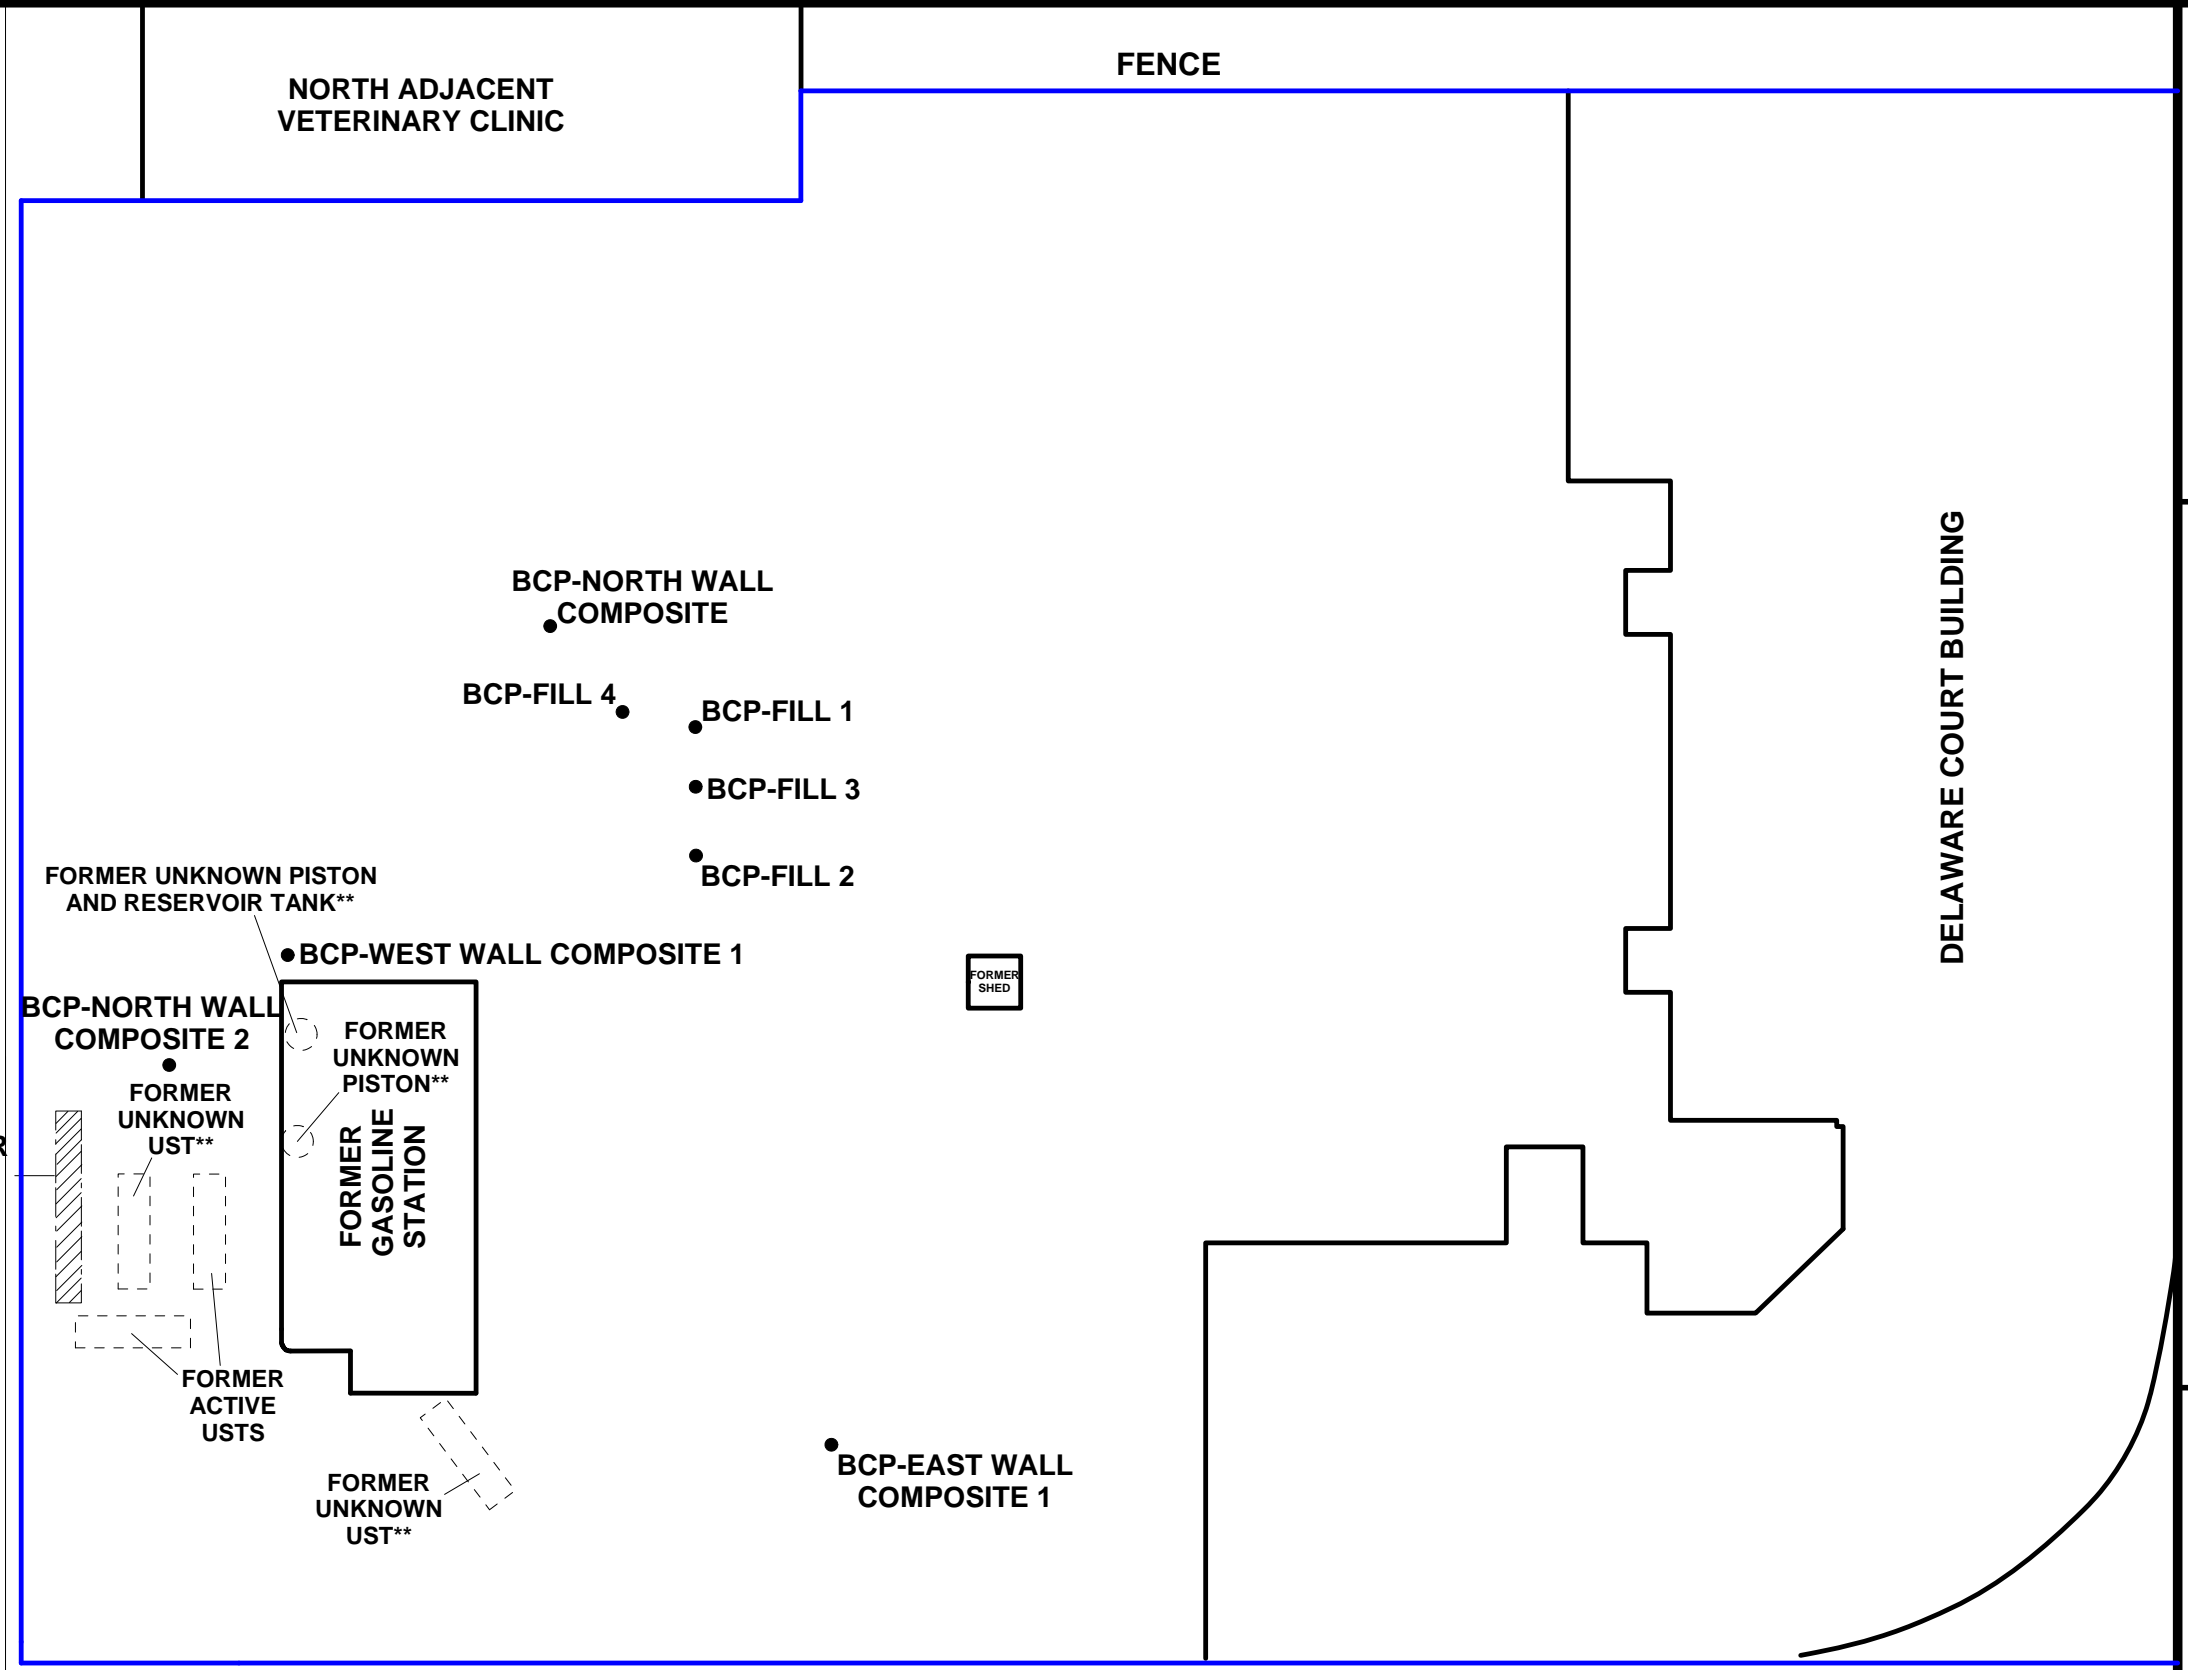 FENCE
NORTH ADJACENT
VETERINARY CLINIC
DELAWARE COURT BUILDING
BCP-NORTH WALL
COMPOSITE
BCP-FILL 4
BCP-FILL 1
BCP-FILL 3
BCP-FILL 2
FORMER UNKNOWN PISTON
AND RESERVOIR TANK**
BCP-WEST WALL COMPOSITE 1
FORMER
SHED
BCP-NORTH WALL
COMPOSITE 2
FORMER
UNKNOWN
PISTON**
FORMER
UNKNOWN
UST**
FORMER
GASOLINE
STATION
FORMER
ACTIVE
USTS
BCP-EAST WALL
COMPOSITE 1
FORMER
UNKNOWN
UST**